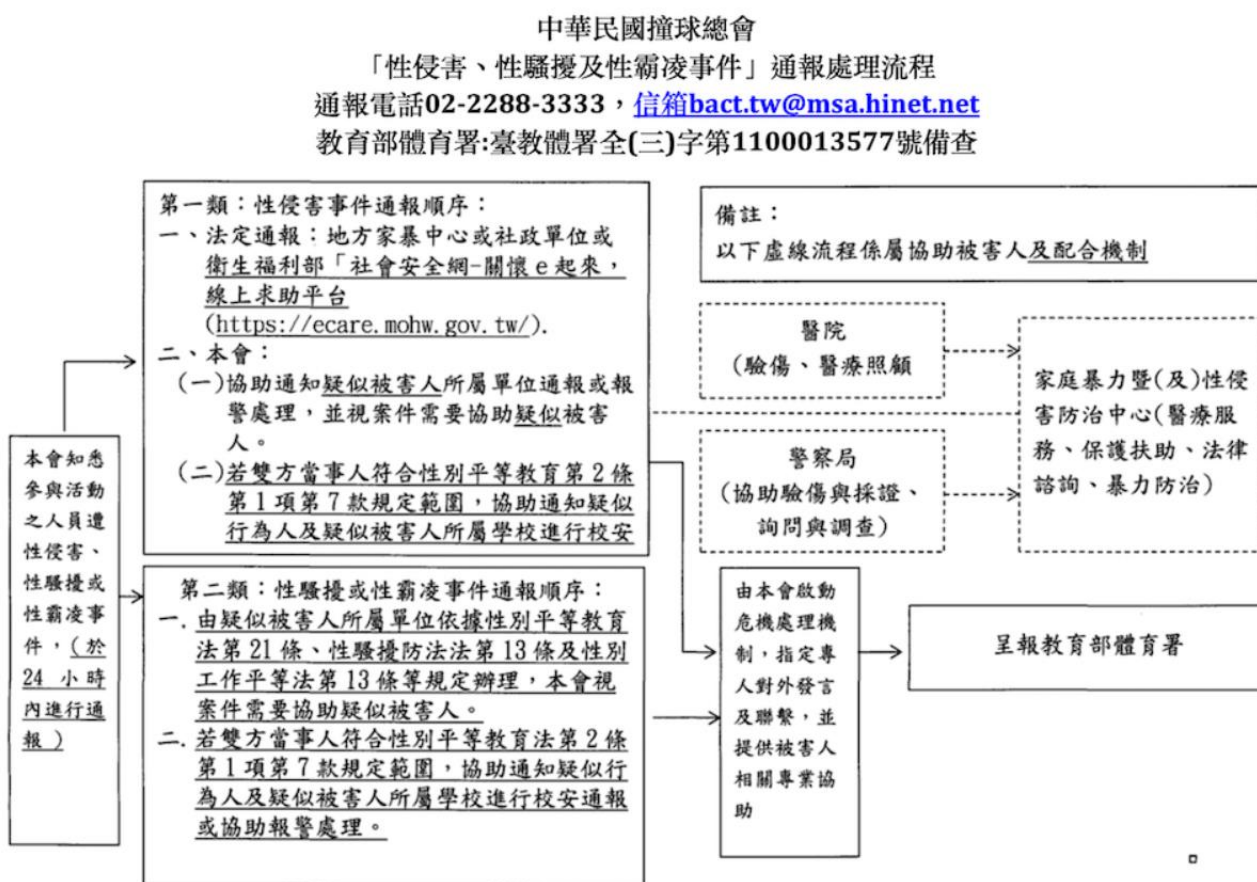 中華民國撞球總會
「性侵害、性騷擾及性霸凌事件」通報處理流程
通報電話02-2288-3333，信箱bact.tw@msa.hinet.net
教育部體育署:臺教體署全(三)字第1100013577號備查
本會知悉
參與活動
之人員遭
性侵害、
性騷擾或
性霸凌事
件，(於
24 小時
內進行通
報)
第一類：性侵害事件通報順序：
一、法定通報：地方家暴中心或社政單位或
衛生福利部「社會安全網-關懷 e 起來，
線上求助平台
(https://ecare.mohw.gov.tw/).
二、本會：
(一)協助通知疑似被害人所屬單位通報或報
警處理，並視案件需要協助疑似被害
人。
(二)若雙方當事人符合性別平等教育第 2 條
第 1 項第 7 款規定範圍，協助通知疑似
行為人及疑似被害人所屬學校進行校安
第二類：性騷擾或性霸凌事件通報順序：
一. 由疑似被害人所屬單位依據性別平等教育
法第 21 條、性騷擾防法法第 13 條及性別
工作平等法第 13 條等規定辦理，本會視
案件需要協助疑似被害人。
二. 若雙方當事人符合性別平等教育法第 2 條
第 1 項第 7 款規定範圍，協助通知疑似行
為人及疑似被害人所屬學校進行校安通報
或協助報警處理。
備註：
以下虛線流程係屬協助被害人及配合機制
醫院
(驗傷、醫療照顧
警察局
(協助驗傷與採證、
詢問與調查)
家庭暴力暨(及)性侵
害防治中心(醫療服
務、保護扶助、法律
諮詢、暴力防治)
由本會啟動
危機處理機
制，指定專
人對外發言
及聯繫，並
提供被害人
相關專業協
助
呈報教育部體育署